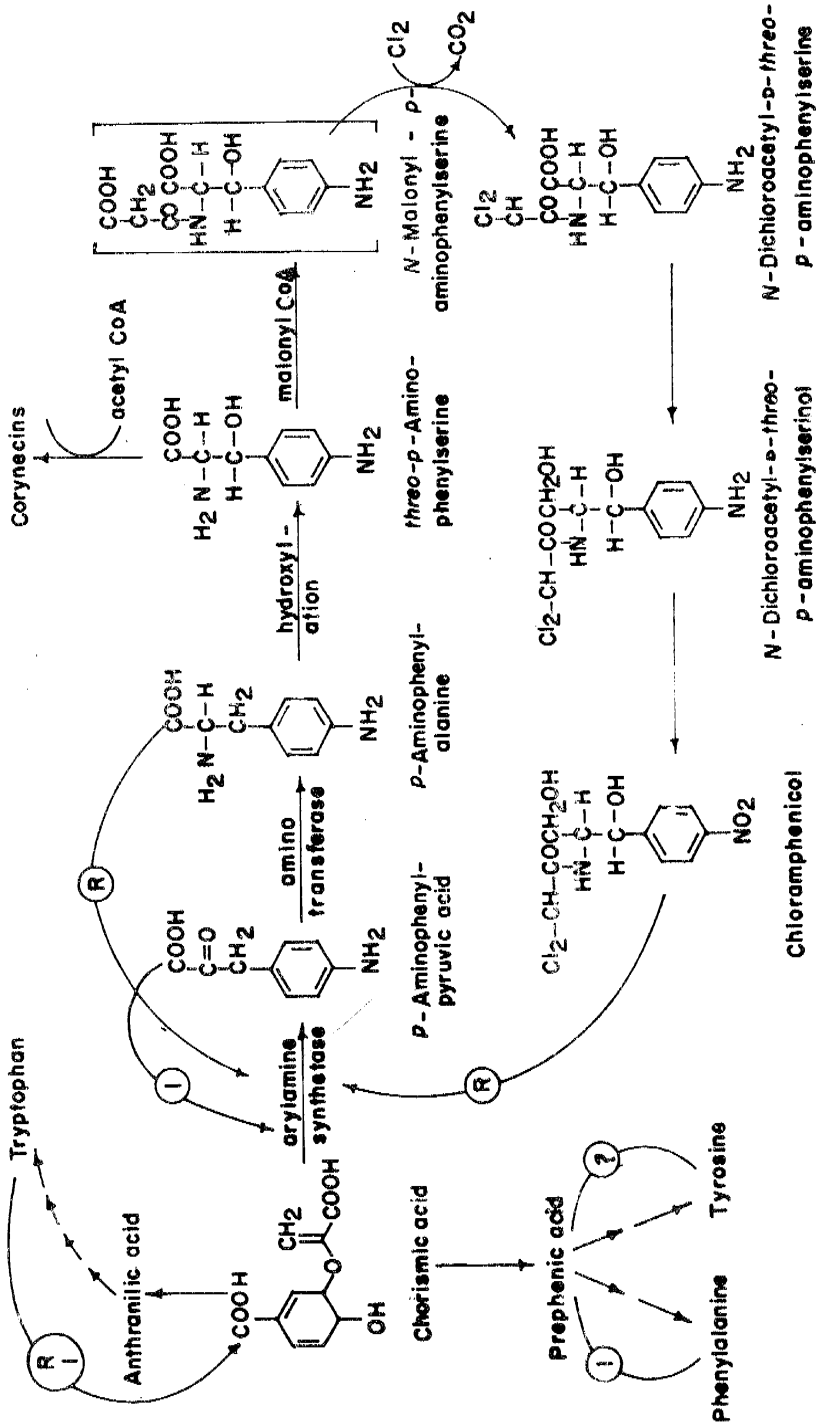 Corynecins
acetyl CoA
Tryptophan
R
I
Anthranilic acid
COOH
CH2
O
COOH
OH
Chorismic acid
Prephenic acid
I
?
Phenylalanine
Tyrosine
arylamine
synthetase
I
R
R
COOH
C=O
CH2
NH2
p-Aminophenyl-
pyruvic acid
amino
transferase
COOH
H2N-C-H
CH2
NH2
p-Aminophenyl-
alanine
hydroxyl-
ation
COOH
H2N-C-H
H-C-OH
NH2
threo-p-Amino-
phenylserine
malonyl CoA
COOH
CH2
CO COOH
HN-C-H
H-C-OH
NH2
N-Malonyl - p-
aminophenylserine
Cl2
CO2
Cl2
CH
CO COOH
HN-C-H
H-C-OH
NH2
N-Dichloroacetyl-D-threo-
p-aminophenylserine
Cl2-CH-COCH2OH
HN-C-H
H-C-OH
NH2
N-Dichloroacetyl-D-threo-
p-aminophenylserinol
Cl2-CH-COCH2OH
HN-C-H
H-C-OH
NO2
Chloramphenicol